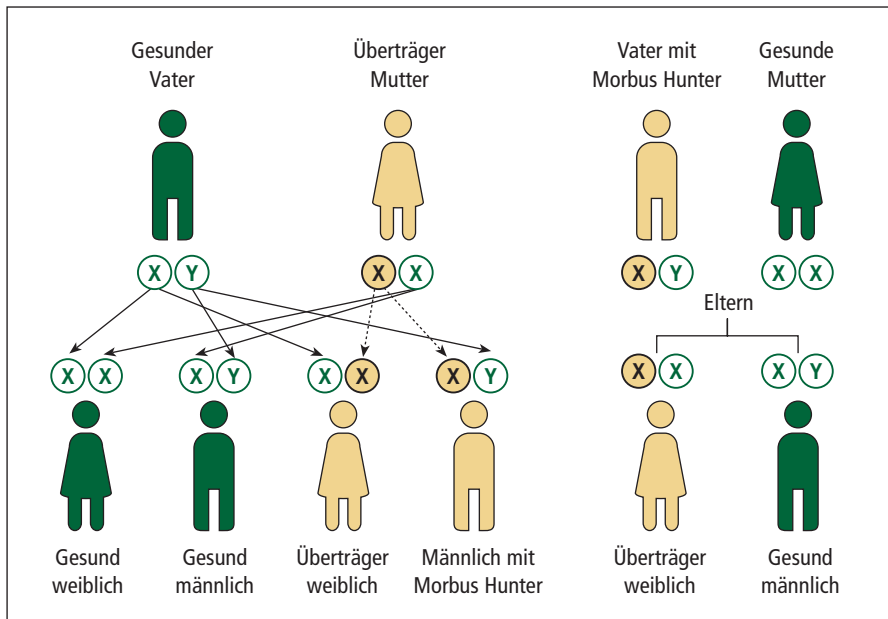 Gesunder
Vater
Überträger
Mutter
Vater mit
Morbus Hunter
Gesunde
Mutter
X Y
X X
X Y
X X
Eltern
X X
X Y
X X
X Y
X X
X Y
Gesund
weiblich
Gesund
männlich
Überträger
weiblich
Männlich mit
Morbus Hunter
Überträger
weiblich
Gesund
männlich